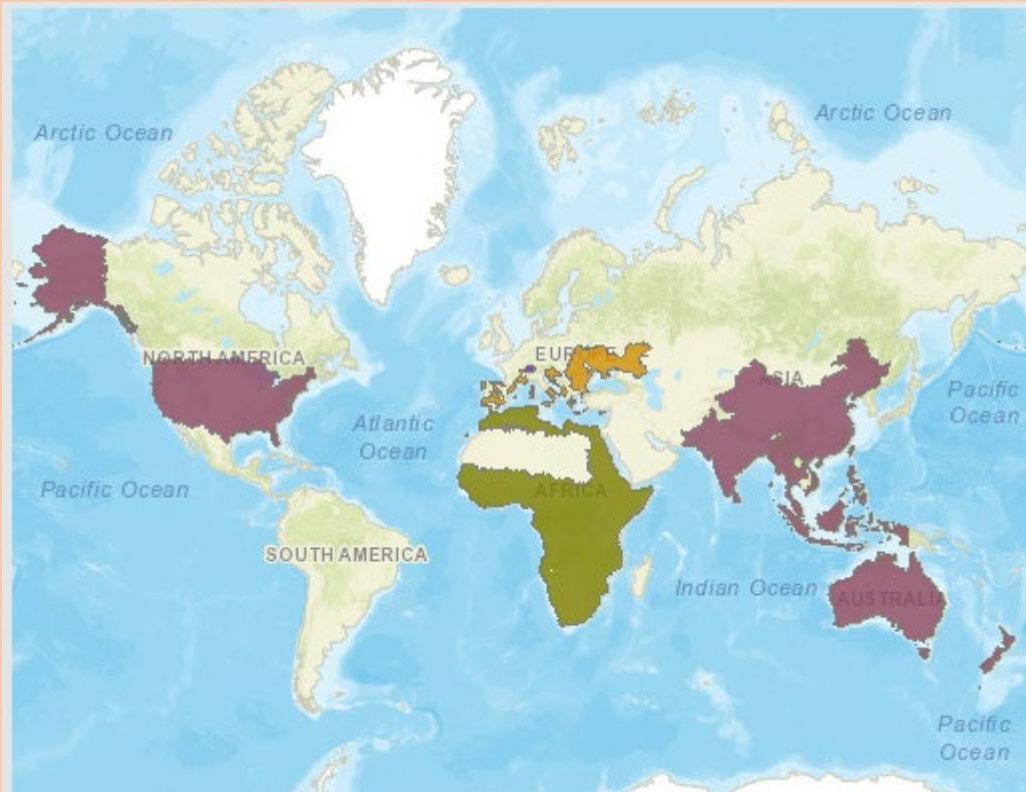 Arctic Ocean
Arctic Ocean
NORTH AMERICA
EUROPE
ASIA
Atlantic
Ocean
Pacific
Ocean
Pacific Ocean
AFRICA
SOUTH AMERICA
Indian Ocean
AUSTRALIA
Pacific
Ocean